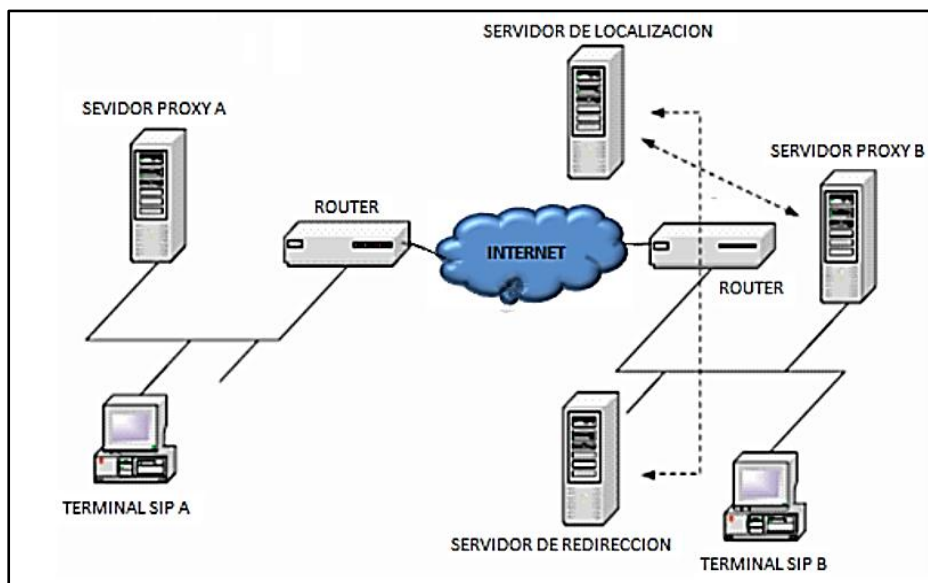 SERVIDOR DE LOCALIZACION
SEVIDOR PROXY A
SERVIDOR PROXY B
ROUTER
INTERNET
ROUTER
TERMINAL SIP A
SERVIDOR DE REDIRECCION
TERMINAL SIP B